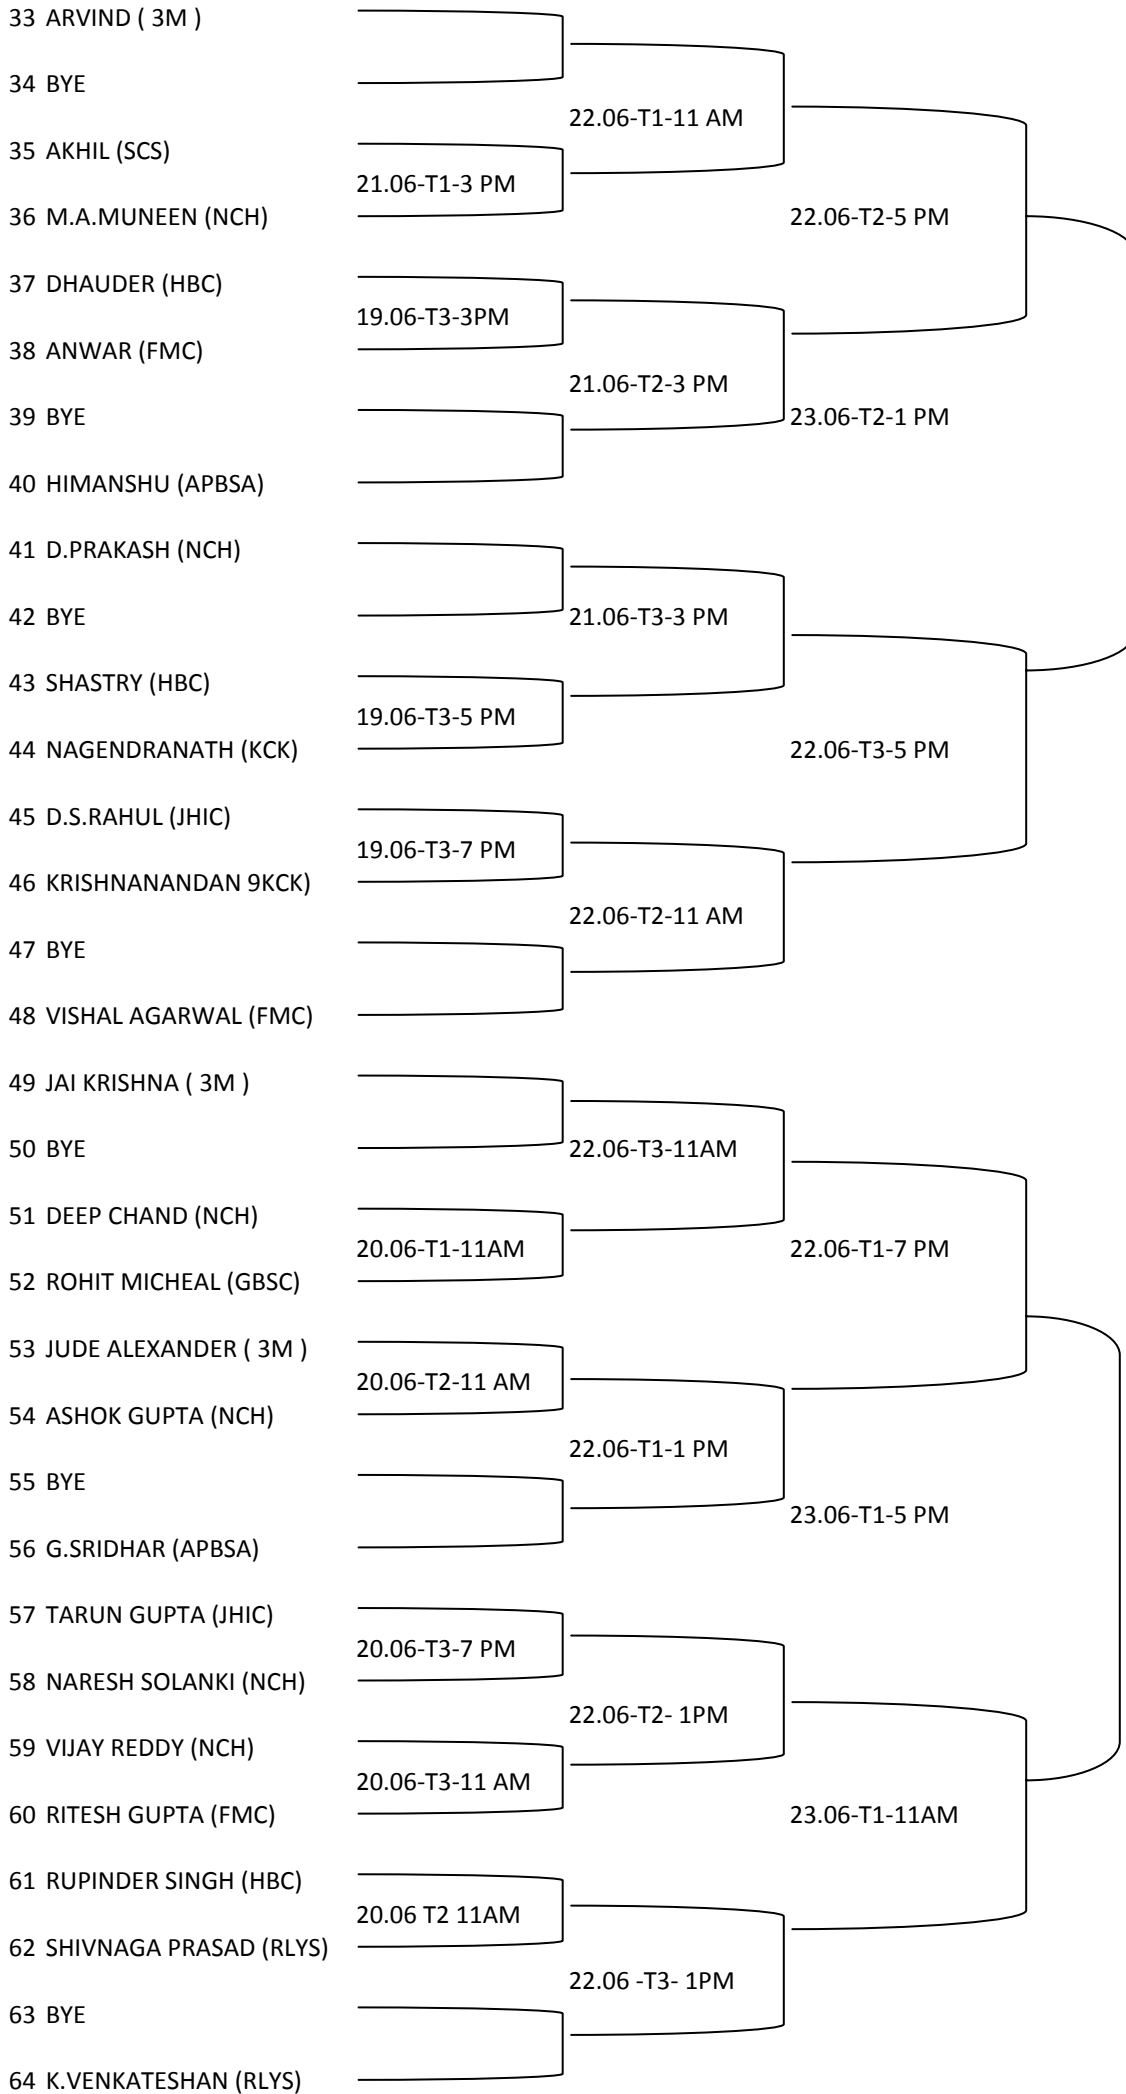 33 ARVIND ( 3M )
34 BYE
22.06-T1-11 AM
35 AKHIL (SCS)
21.06-T1-3 PM
36 M.A.MUNEEN (NCH)
22.06-T2-5 PM
37 DHAUDER (HBC)
19.06-T3-3PM
38 ANWAR (FMC)
21.06-T2-3 PM
39 BYE
23.06-T2-1 PM
40 HIMANSHU (APBSA)
41 D.PRAKASH (NCH)
42 BYE
21.06-T3-3 PM
43 SHASTRY (HBC)
19.06-T3-5 PM
44 NAGENDRANATH (KCK)
22.06-T3-5 PM
45 D.S.RAHUL (JHIC)
19.06-T3-7 PM
46 KRISHNANANDAN 9KCK)
22.06-T2-11 AM
47 BYE
48 VISHAL AGARWAL (FMC)
49 JAI KRISHNA ( 3M )
50 BYE
22.06-T3-11AM
51 DEEP CHAND (NCH)
20.06-T1-11AM
22.06-T1-7 PM
52 ROHIT MICHEAL (GBSC)
53 JUDE ALEXANDER ( 3M )
20.06-T2-11 AM
54 ASHOK GUPTA (NCH)
22.06-T1-1 PM
55 BYE
23.06-T1-5 PM
56 G.SRIDHAR (APBSA)
57 TARUN GUPTA (JHIC)
20.06-T3-7 PM
58 NARESH SOLANKI (NCH)
22.06-T2- 1PM
59 VIJAY REDDY (NCH)
20.06-T3-11 AM
60 RITESH GUPTA (FMC)
23.06-T1-11AM
61 RUPINDER SINGH (HBC)
20.06 T2 11AM
62 SHIVNAGA PRASAD (RLYS)
22.06 -T3- 1PM
63 BYE
64 K.VENKATESHAN (RLYS)